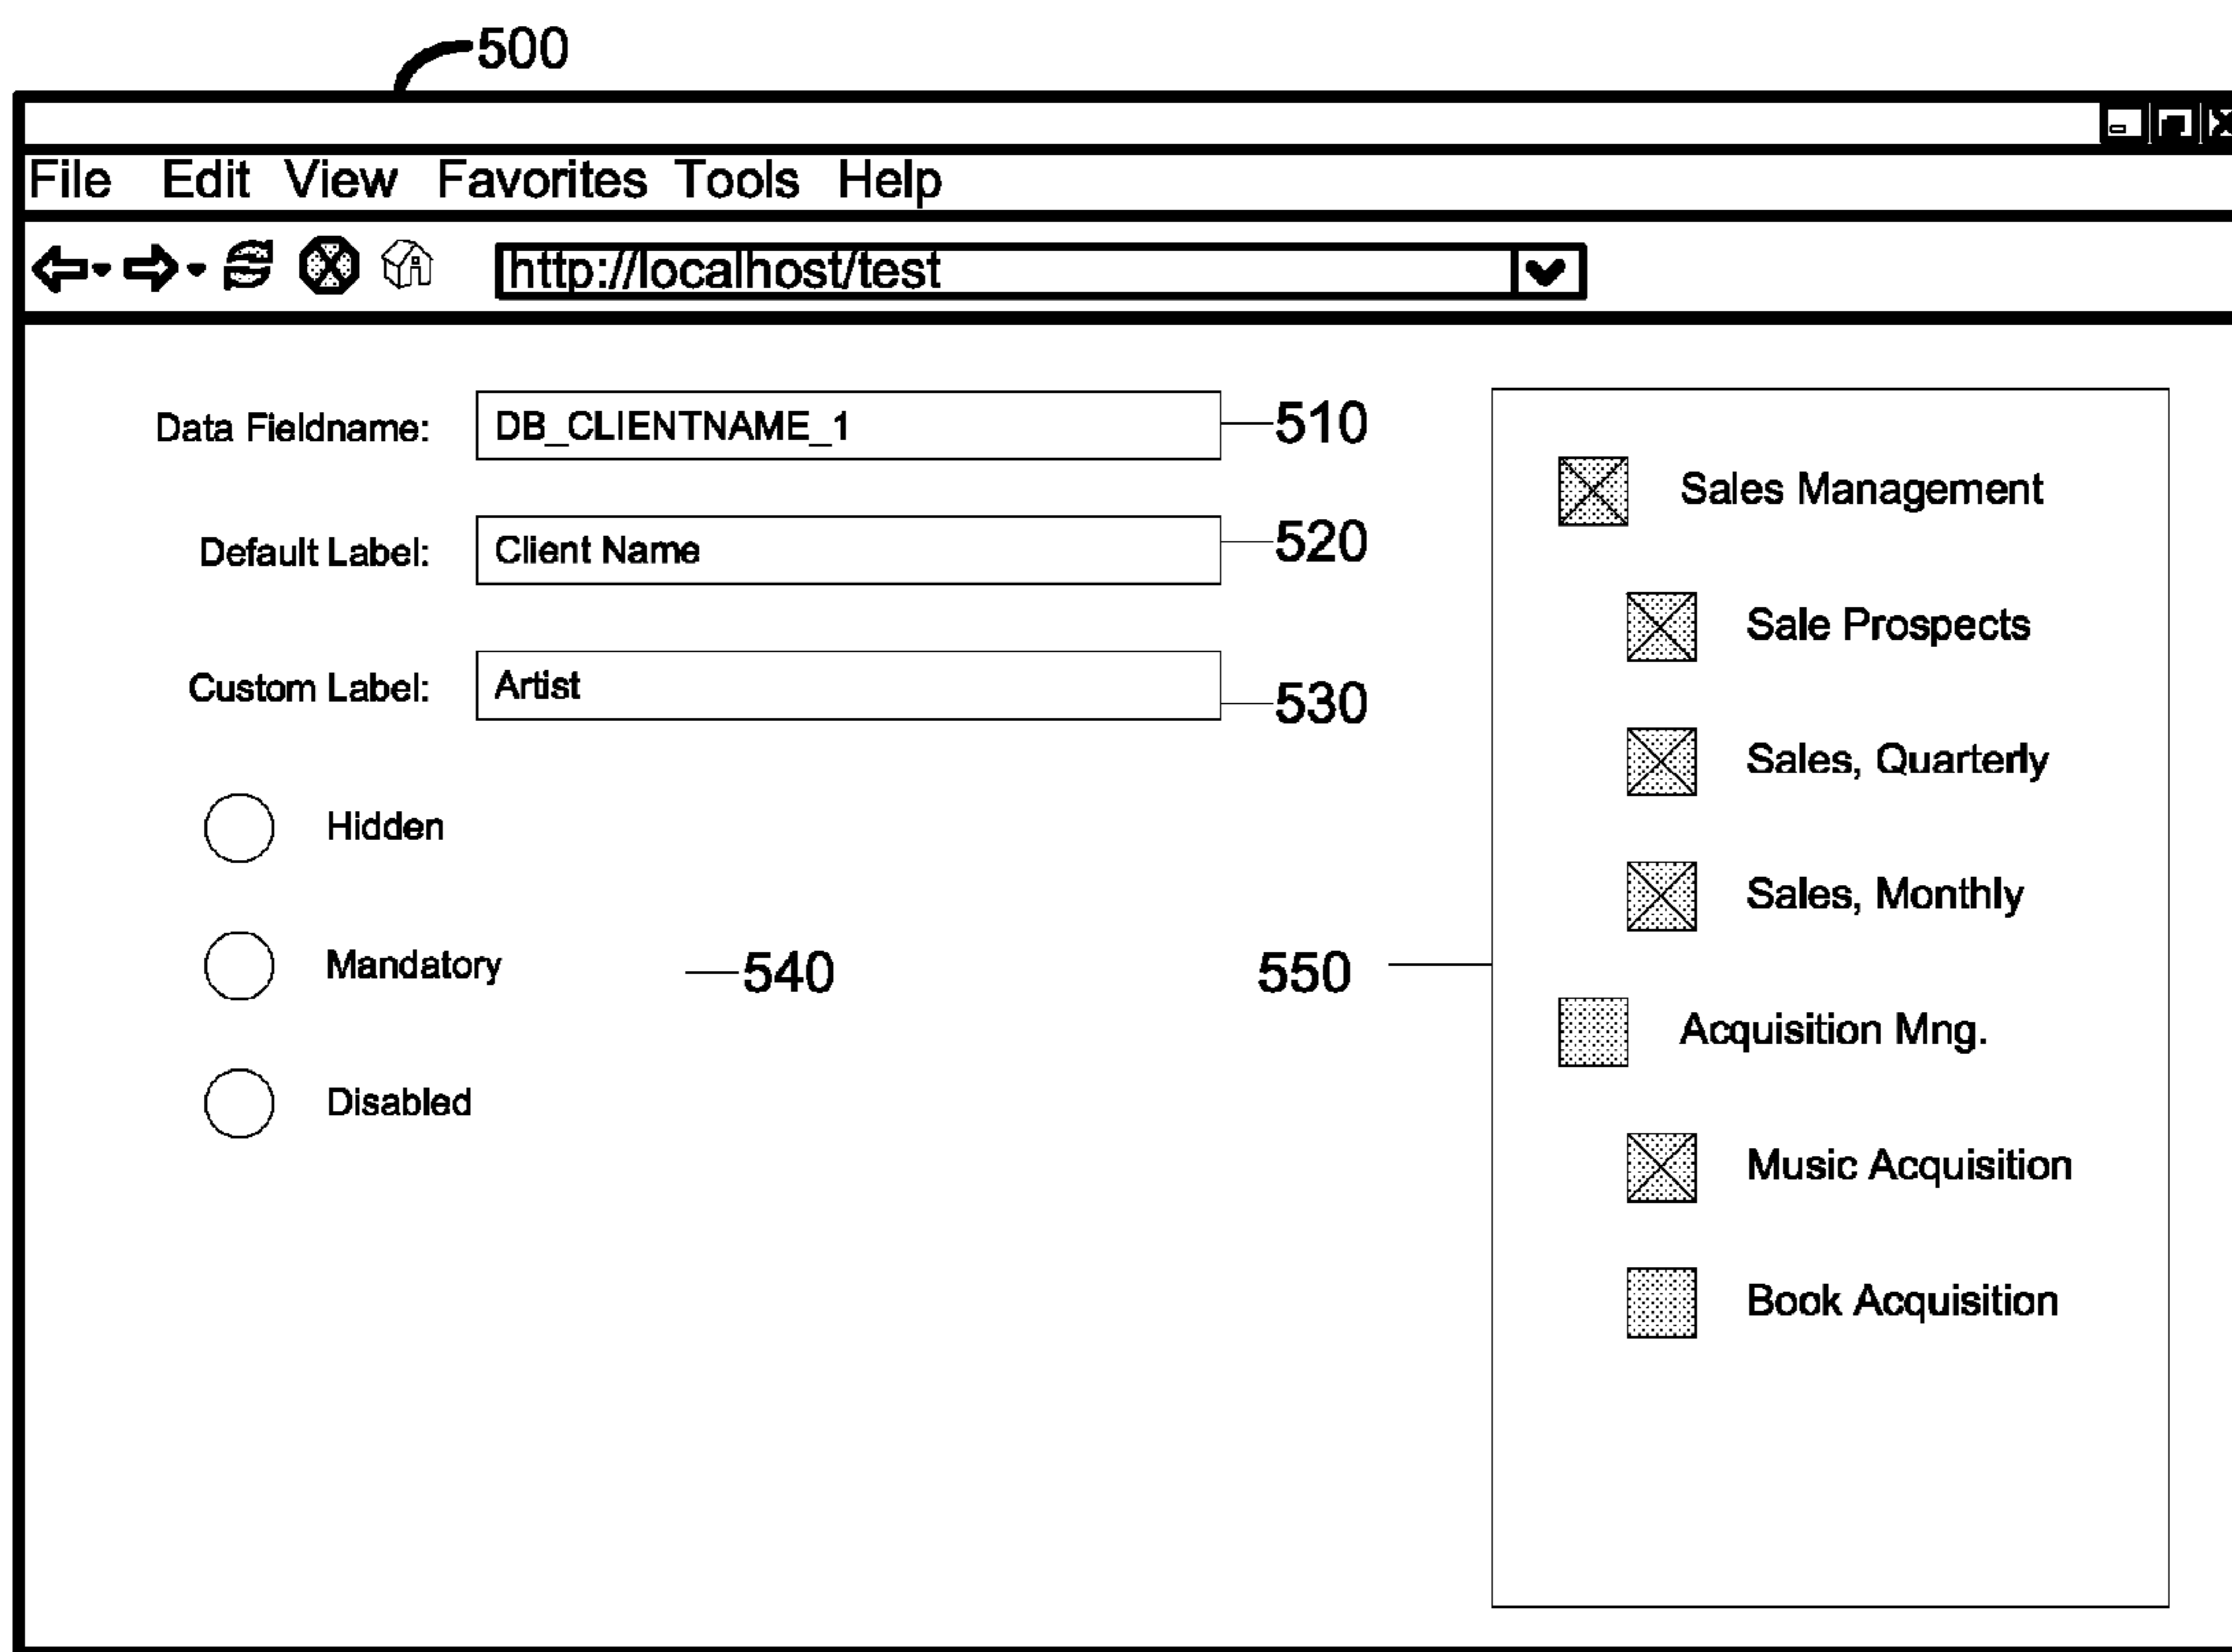 500
File Edit View Favorites Tools Help
http://localhost/test
Data Fieldname: DB_CLIENTNAME_1 510
Default Label: Client Name 520
Custom Label: Artist 530
Hidden
Mandatory 540
Disabled
550
Sales Management
Sale Prospects
Sales, Quarterly
Sales, Monthly
Acquisition Mng.
Music Acquisition
Book Acquisition